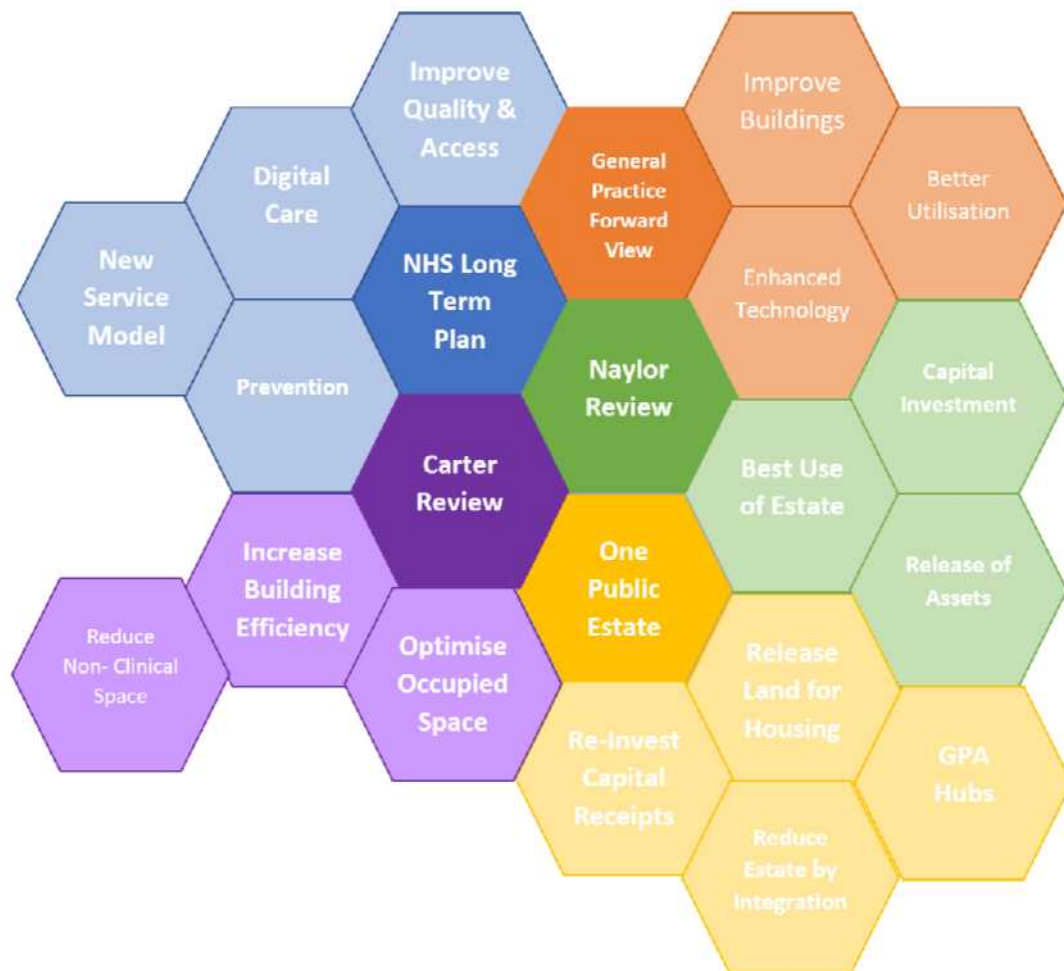 Improve
Quality &
Access
Improve
Buildings
Digital
Care
General
Practice
Forward
View
Better
Utilisation
New
Service
Model
NHS Long
Term
Plan
Enhanced
Technology
Prevention
Naylor
Review
Capital
Investment
Carter
Review
Best Use
of Estate
Increase
Building
Efficiency
One
Public
Estate
Release of
Assets
Reduce
Non- Clinical
Space
Optimise
Occupied
Space
Release
Land for
Housing
Re-Invest
Capital
Receipts
GPA
Hubs
Reduce
Estate by
Integration